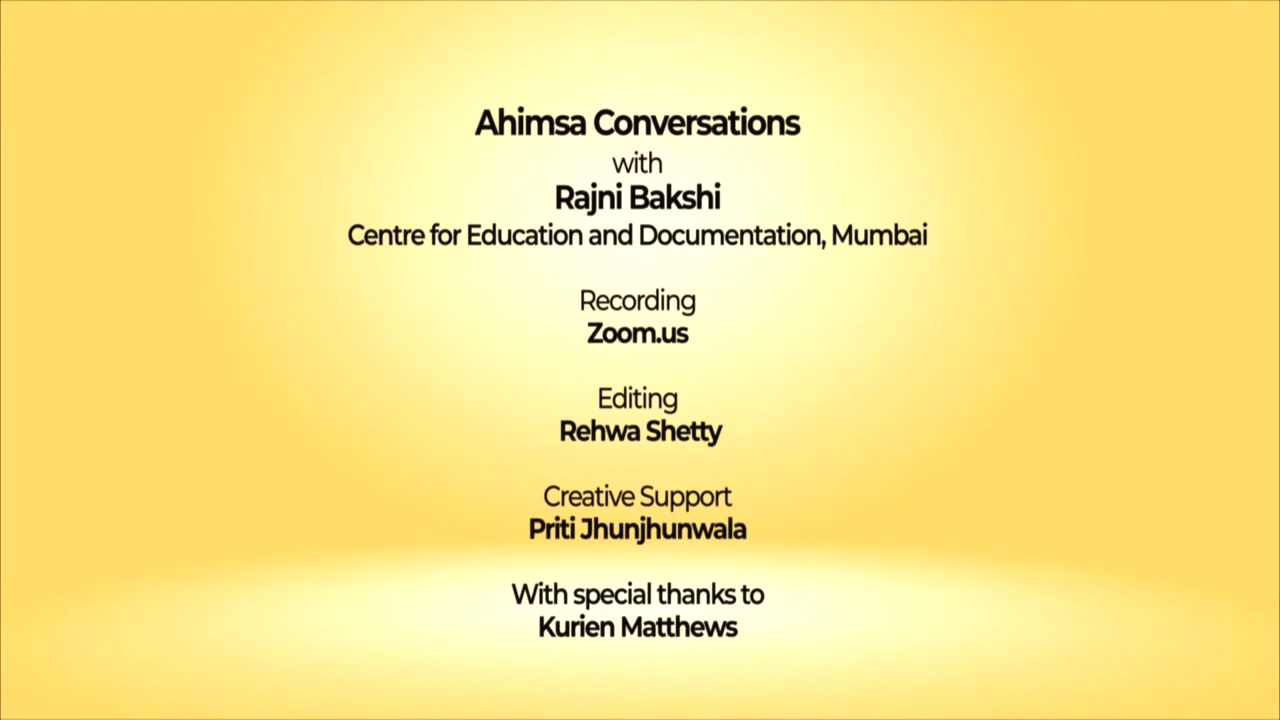 Ahimsa Conversations
with
Rajni Bakshi
Centre for Education and Documentation, Mumbai
Recording
Zoom.us
Editing
Rehwa Shetty
Creative Support
Priti Jhunjhunwala
With special thanks to
Kurien Matthews